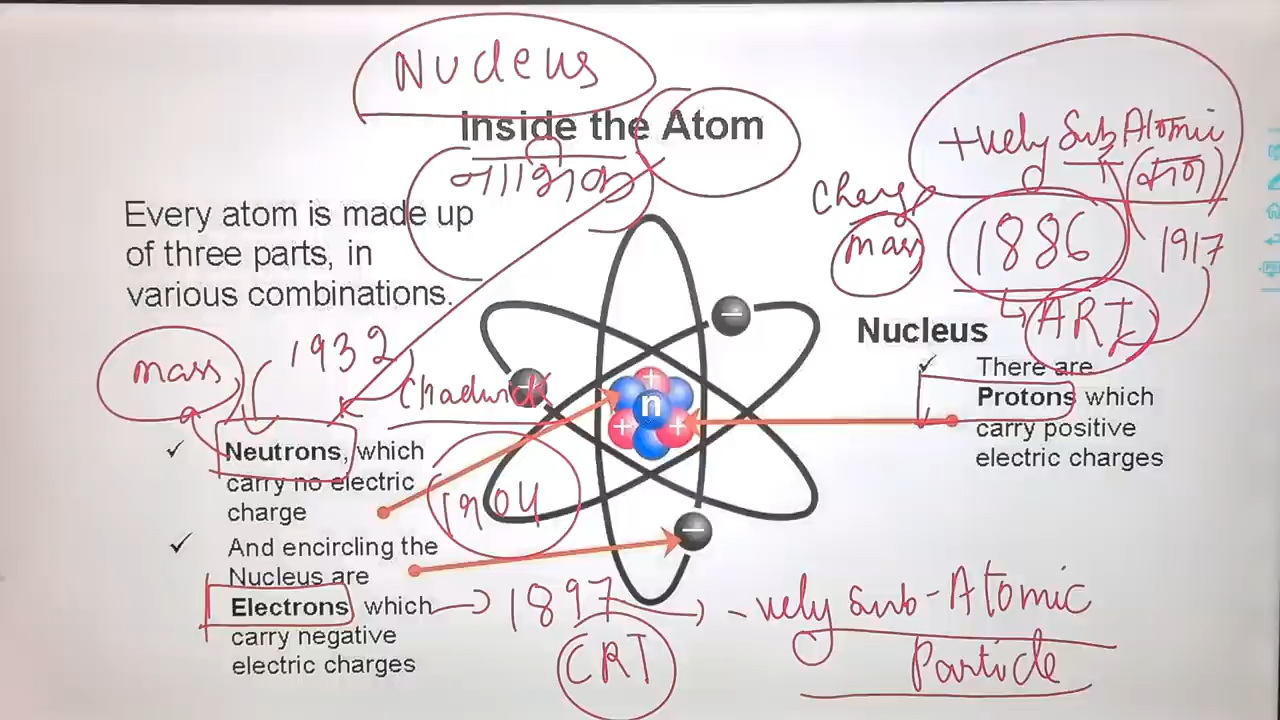 Nucleus
Inside the Atom
नाभिक
+vely Sub Atomic
(कण)
Charge
mass
1886
1917
ART
Every atom is made up
of three parts, in
various combinations.
mass
1932
Chadwick
✓ Neutrons, which
carry no electric
charge
1904
✓ And encircling the
Nucleus are
Electrons, which
carry negative
electric charges
1897
CRT
-vely sub-Atomic
Particle
Nucleus
✓ There are
Protons which
carry positive
electric charges
−
−
−
+
+
+
n